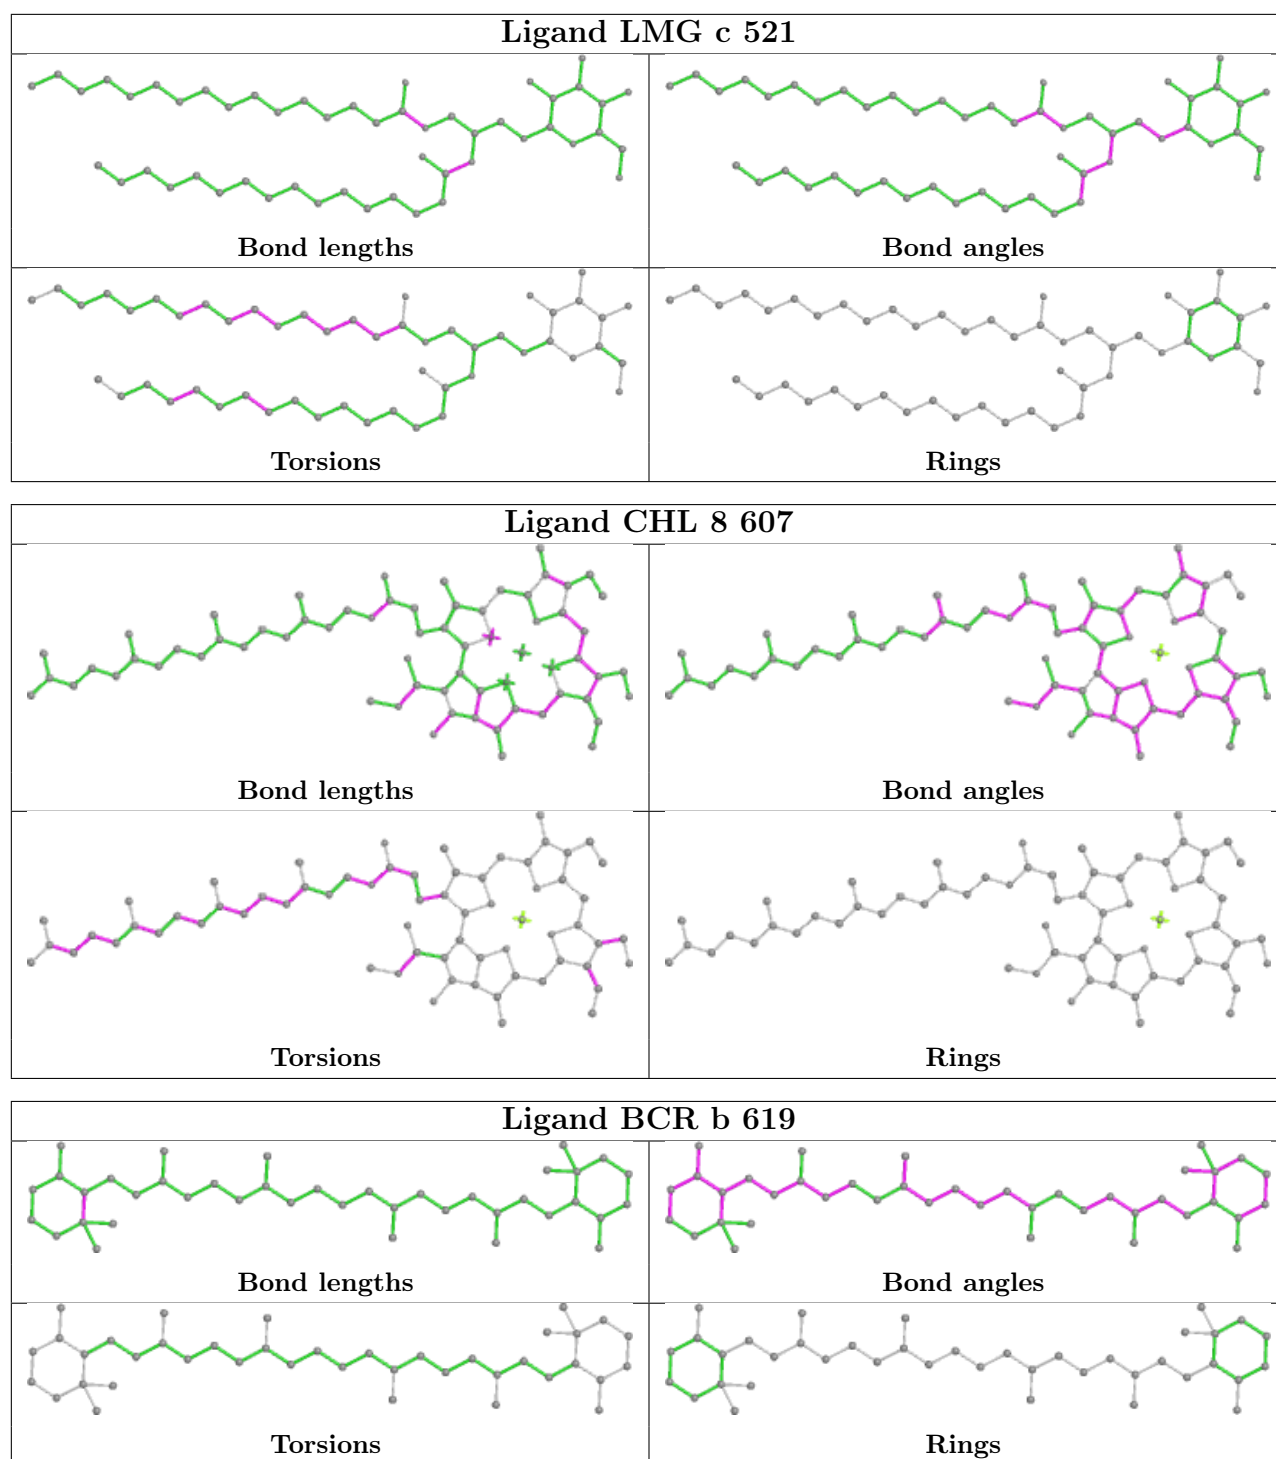 Ligand LMG c 521
Bond lengths
Bond angles
Torsions
Rings
Ligand CHL 8 607
Bond lengths
Bond angles
Torsions
Rings
Ligand BCR b 619
Bond lengths
Bond angles
Torsions
Rings